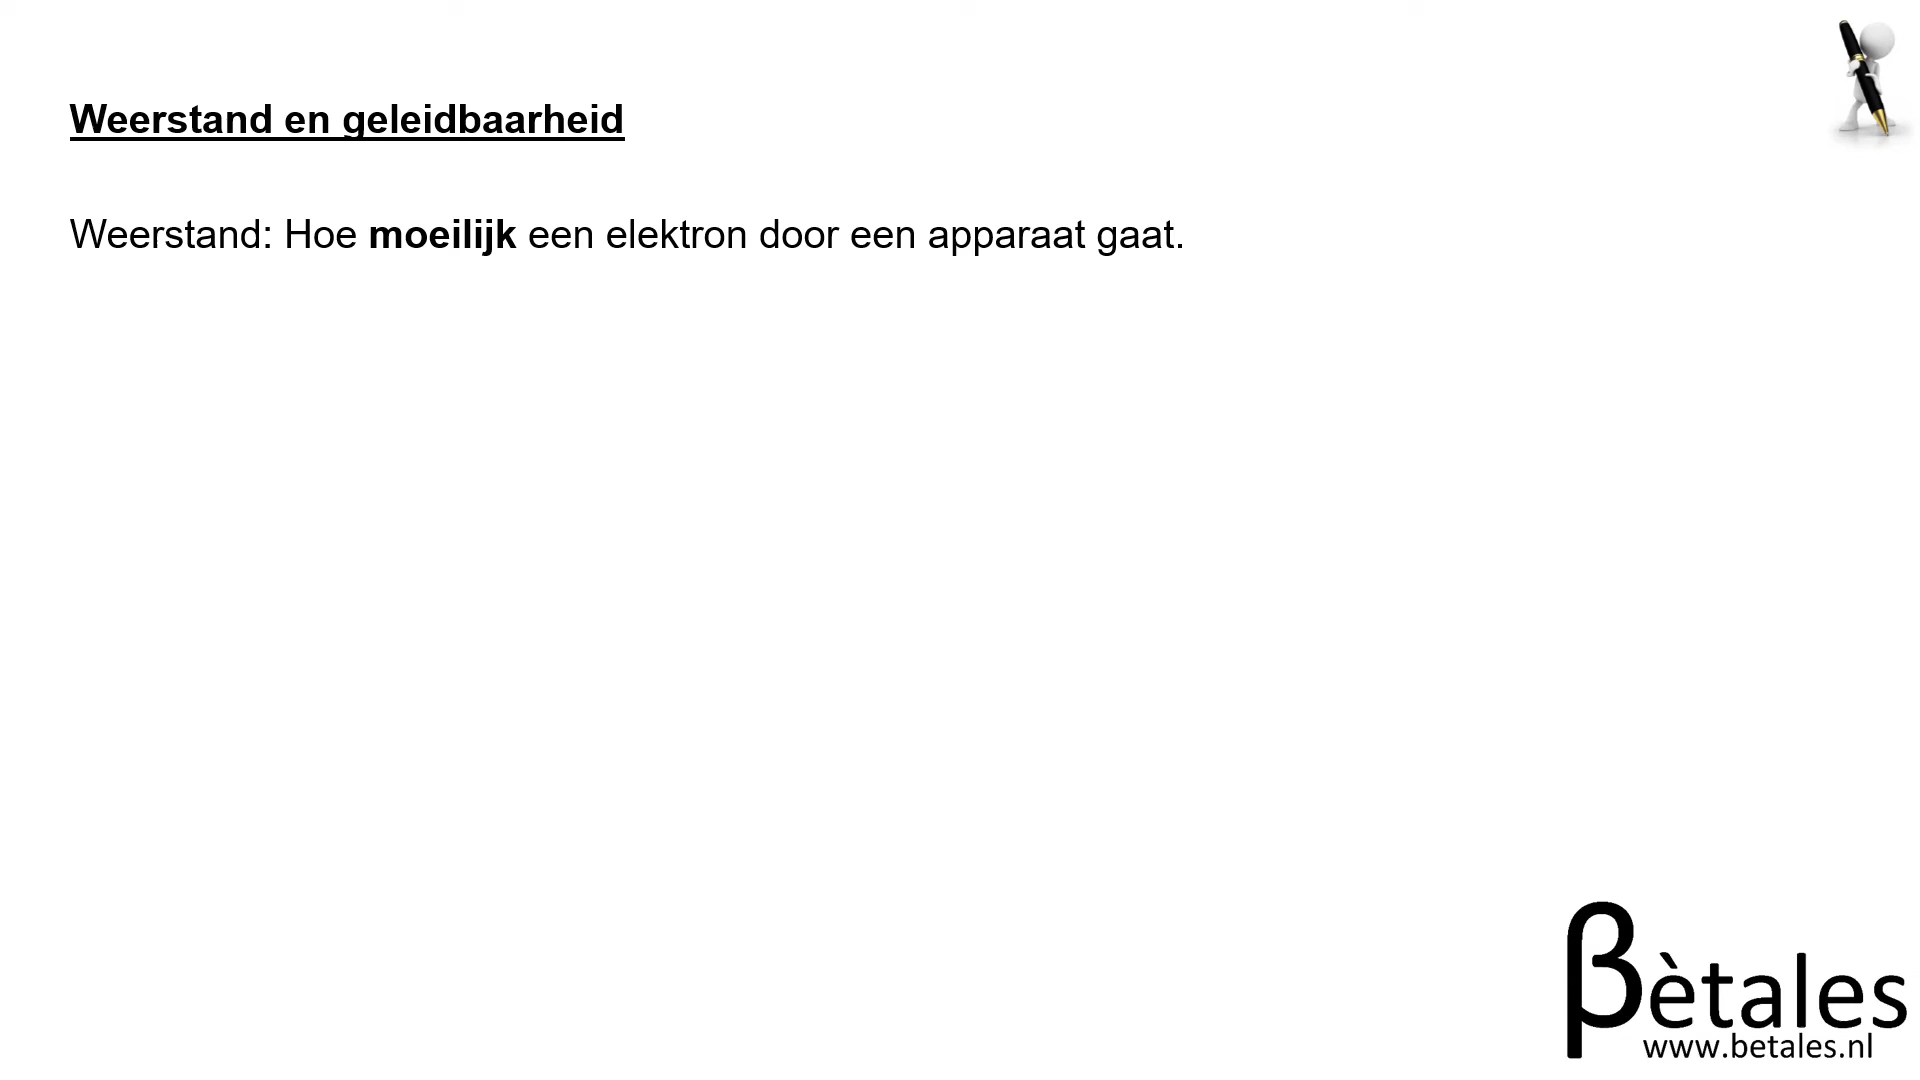 Weerstand en geleidbaarheid
Weerstand: Hoe moeilijk een elektron door een apparaat gaat.
βètales
www.betales.nl